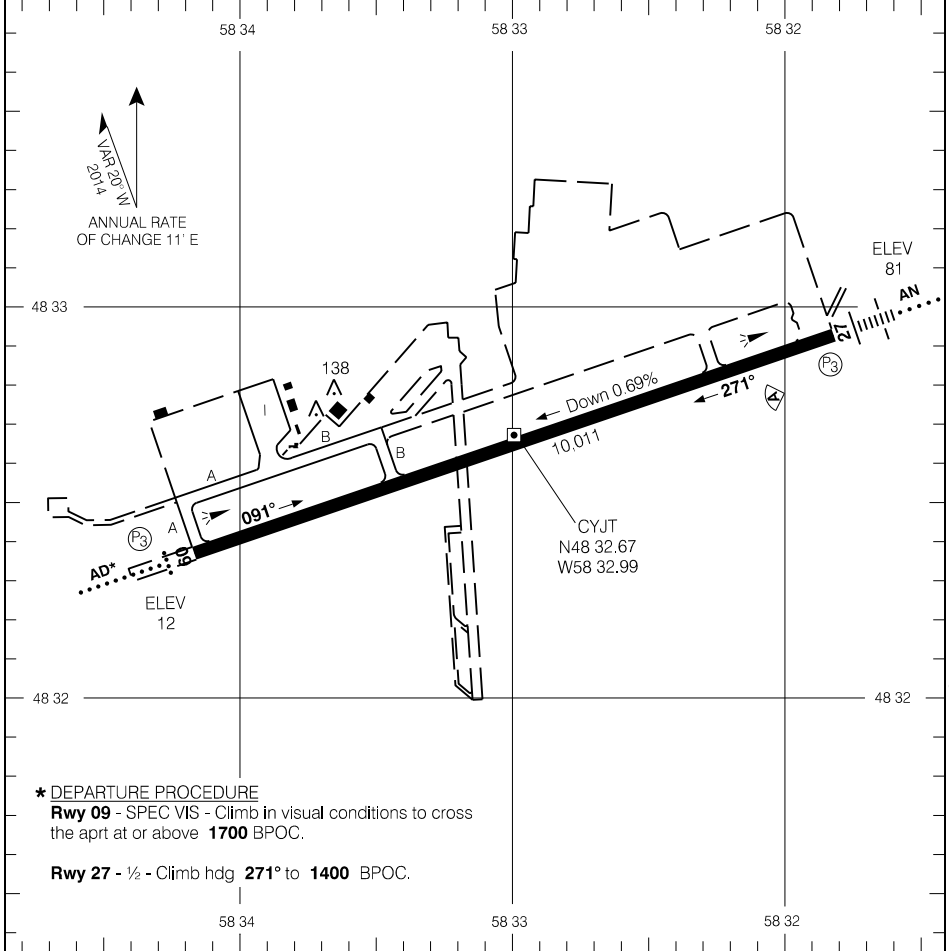 58 34
58 33
58 32
VAR 20° W
2014
ANNUAL RATE
OF CHANGE 11' E
ELEV
81
48 33
AN
27
P3
138
Down 0.69%
271°
A
I
B
10,011
A
B
091°
A
P3
09
CYJT
N48 32.67
W58 32.99
AD*
ELEV
12
48 32
48 32
* DEPARTURE PROCEDURE
Rwy 09 - SPEC VIS - Climb in visual conditions to cross
the aprt at or above 1700 BPOC.
Rwy 27 - ½ - Climb hdg 271° to 1400 BPOC.
58 34
58 33
58 32